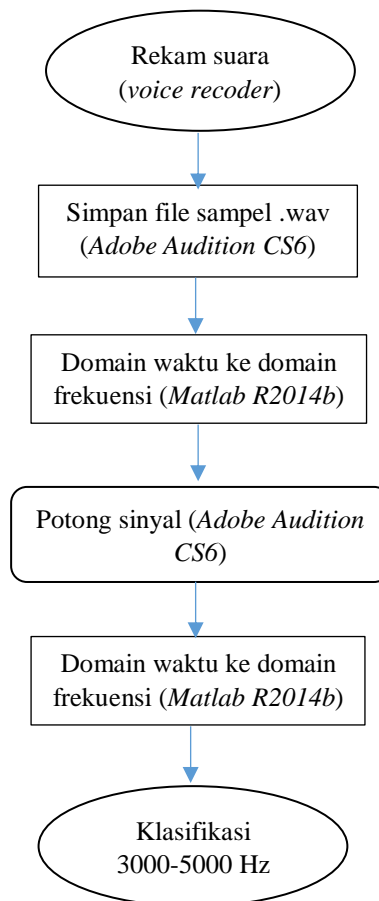 Rekam suara
(voice recoder)
Simpan file sampel .wav
(Adobe Audition CS6)
Domain waktu ke domain
frekuensi (Matlab R2014b)
Potong sinyal (Adobe Audition
CS6)
Domain waktu ke domain
frekuensi (Matlab R2014b)
Klasifikasi
3000-5000 Hz